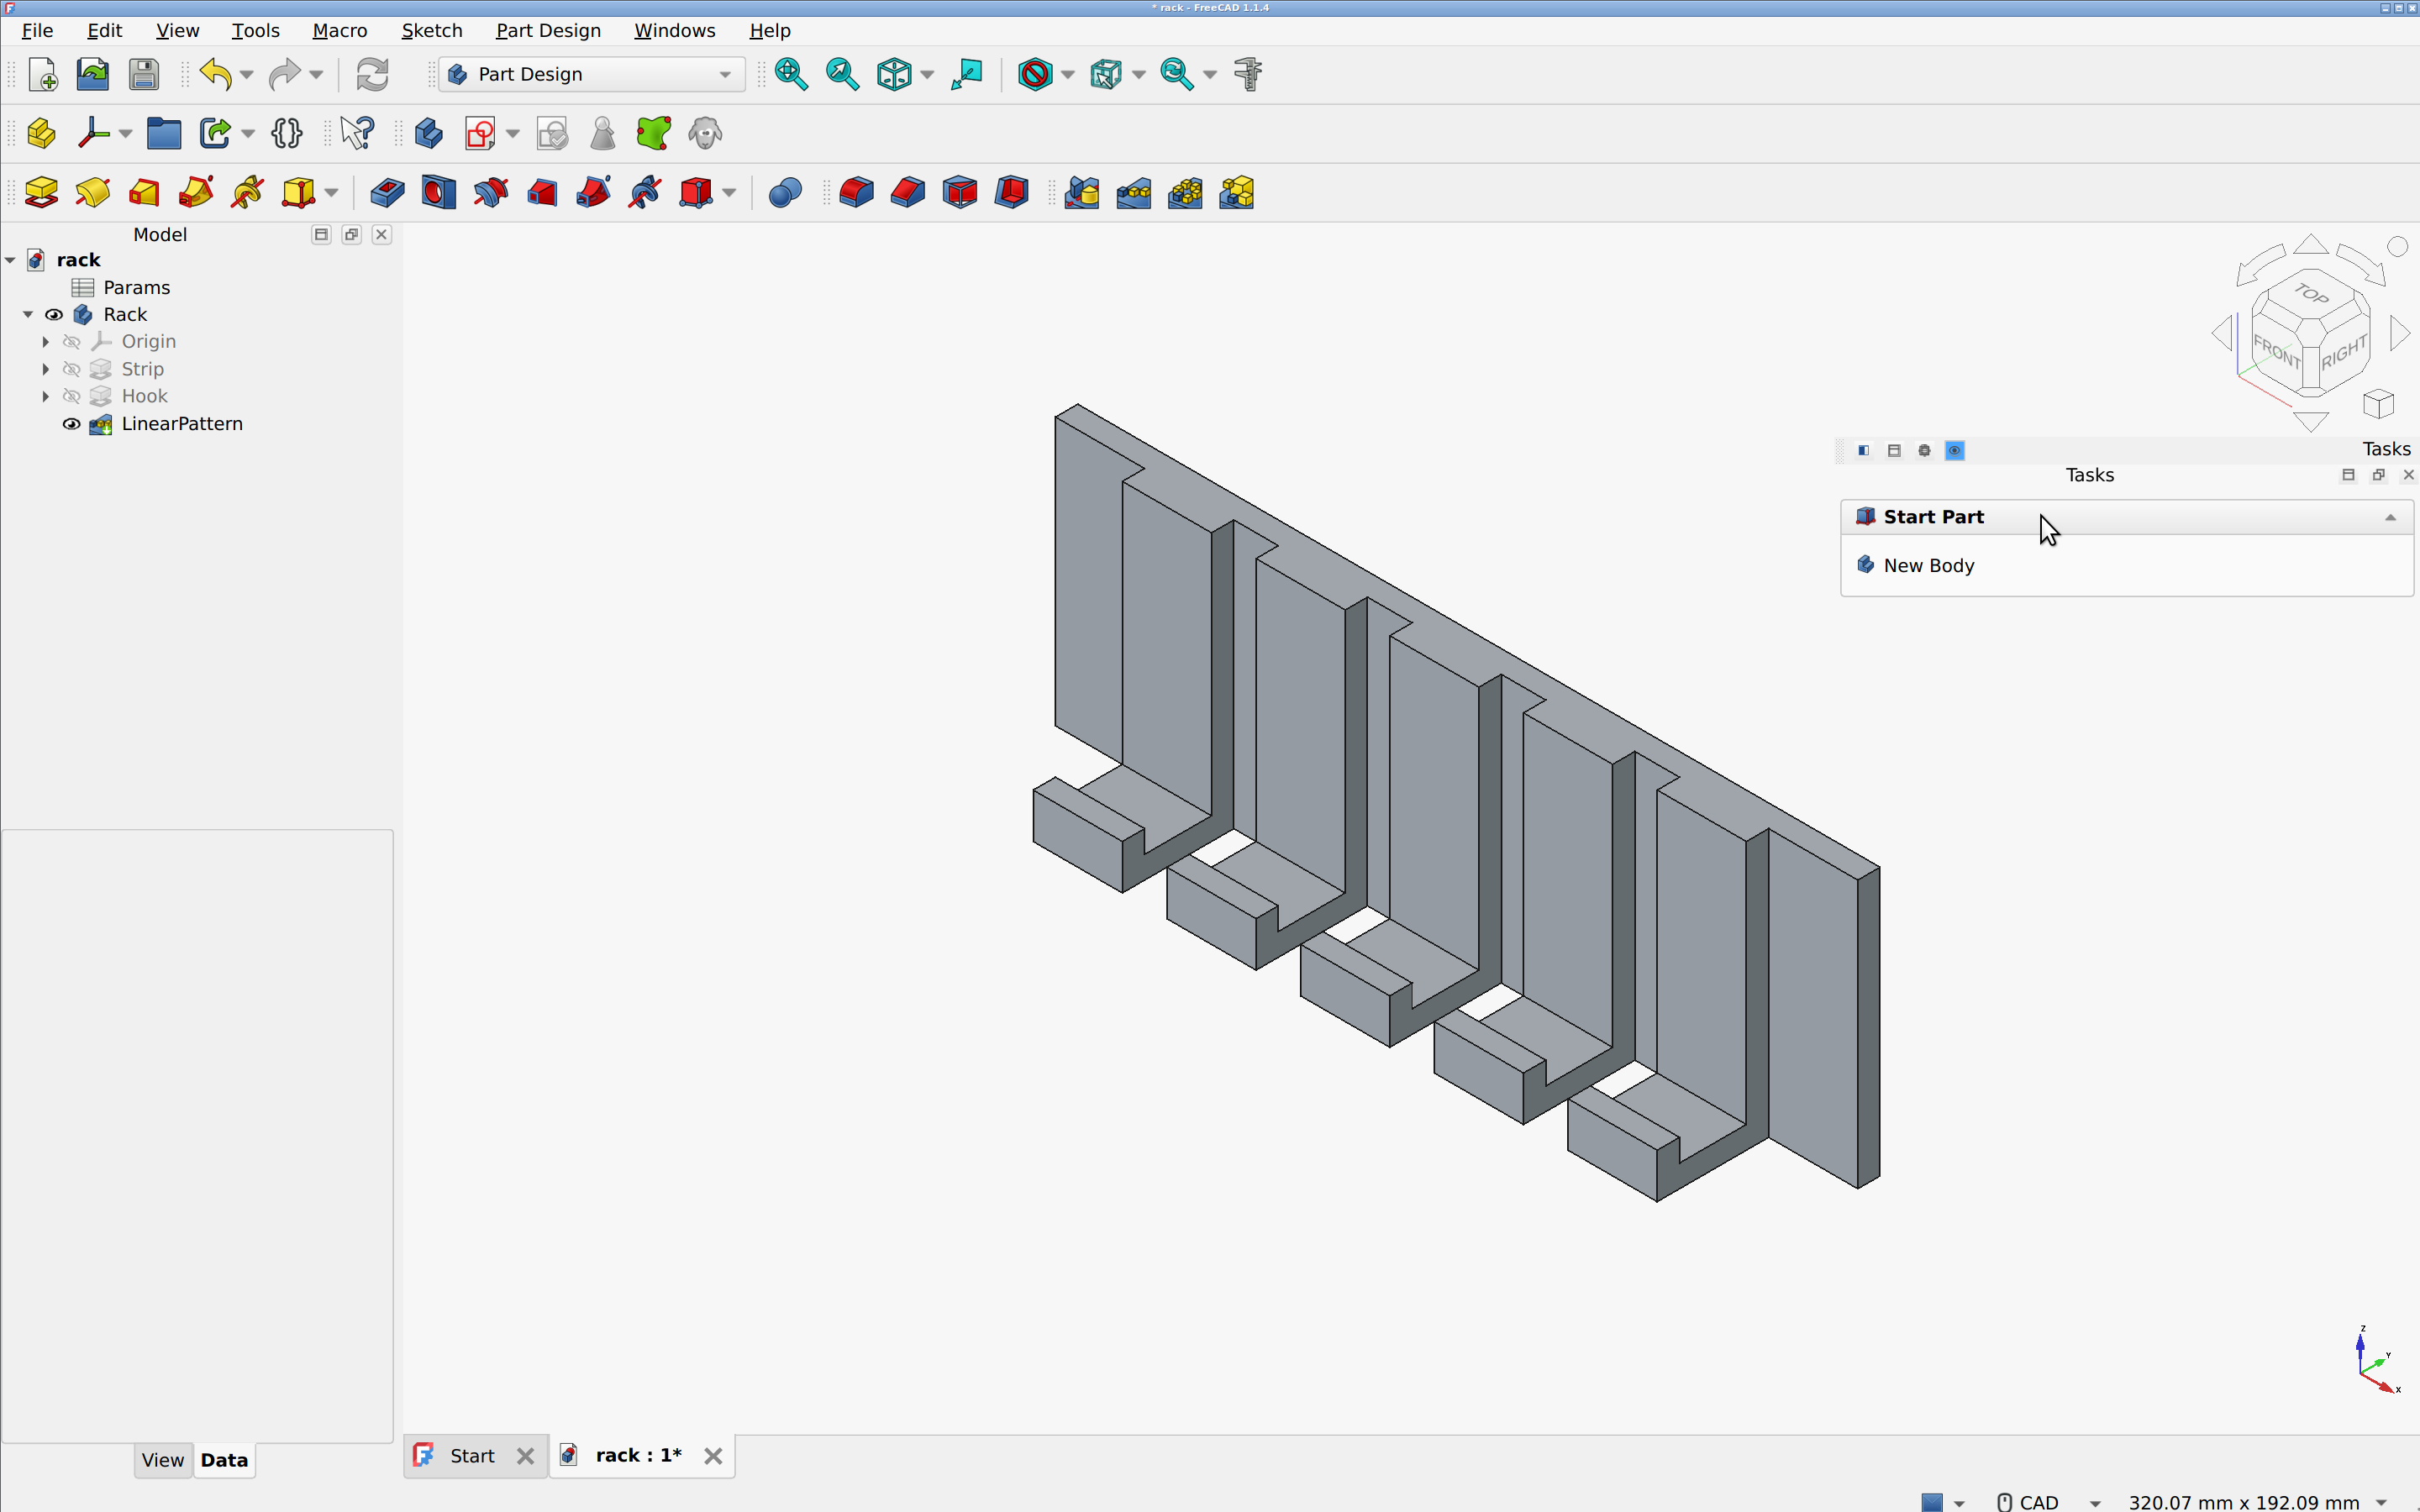 * rack - FreeCAD 1.1.4
File Edit View Tools Macro Sketch Part Design Windows Help
Part Design
Model
rack
Params
Rack
Origin
Strip
Hook
LinearPattern
TOP
FRONT
RIGHT
Tasks
Tasks
Start Part
New Body
Z
Y
X
View Data
Start
rack : 1*
CAD
320.07 mm x 192.09 mm